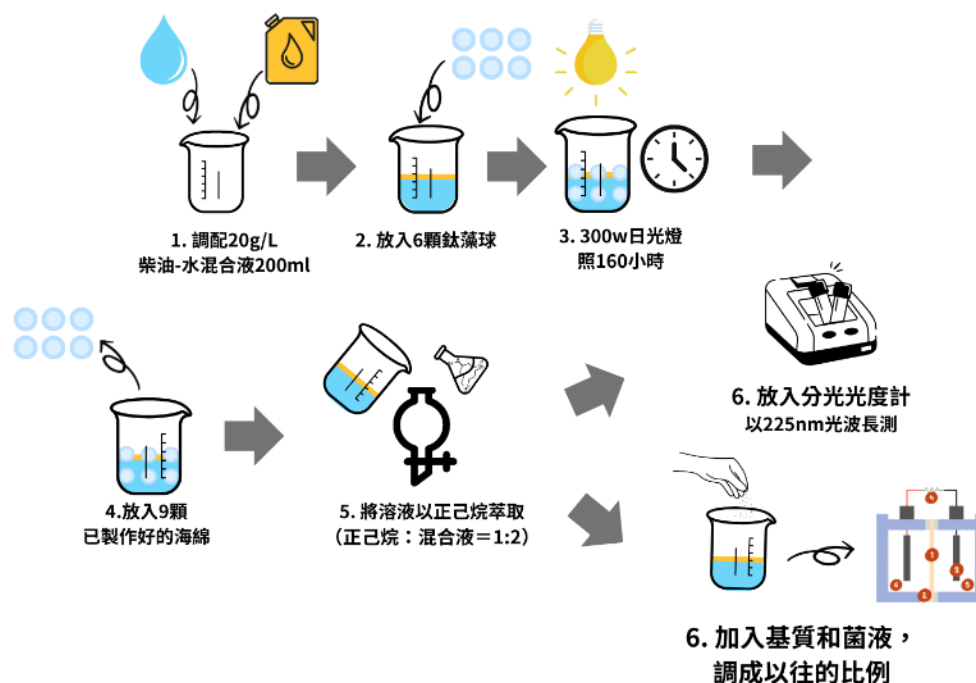 1. 調配20g/L
柴油-水混合液200ml
2. 放入6顆鈦藻球
3. 300w日光燈
照160小時
4.放入9顆
已製作好的海綿
5. 將溶液以正己烷萃取
（正己烷：混合液＝1:2）
6. 放入分光光度計
以225nm光波長測
6. 加入基質和菌液，
調成以往的比例
1
2
3
4
5